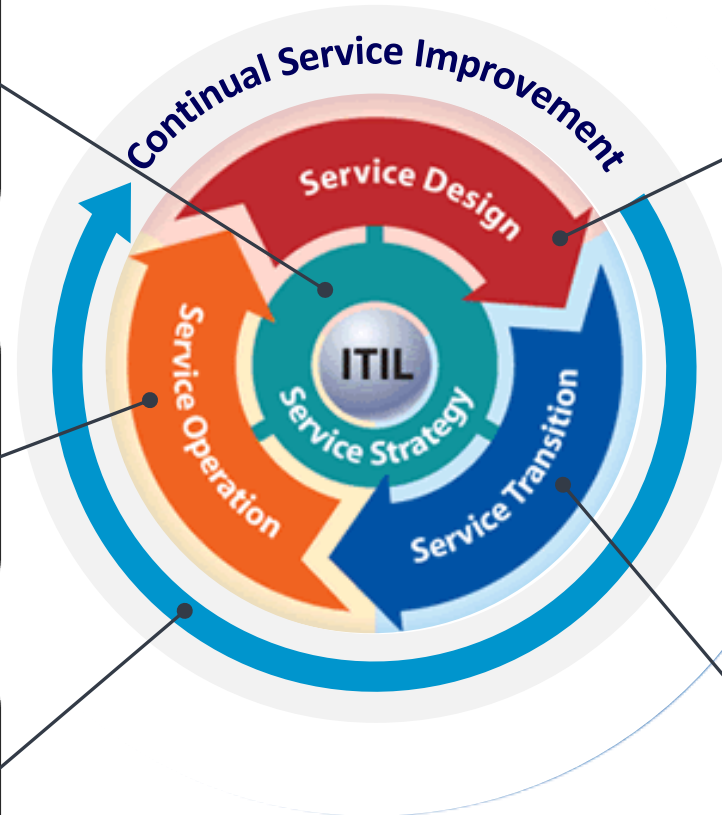 Continual Service Improvement
Service Design
Service Transition
Service Operation
Service Strategy
ITIL